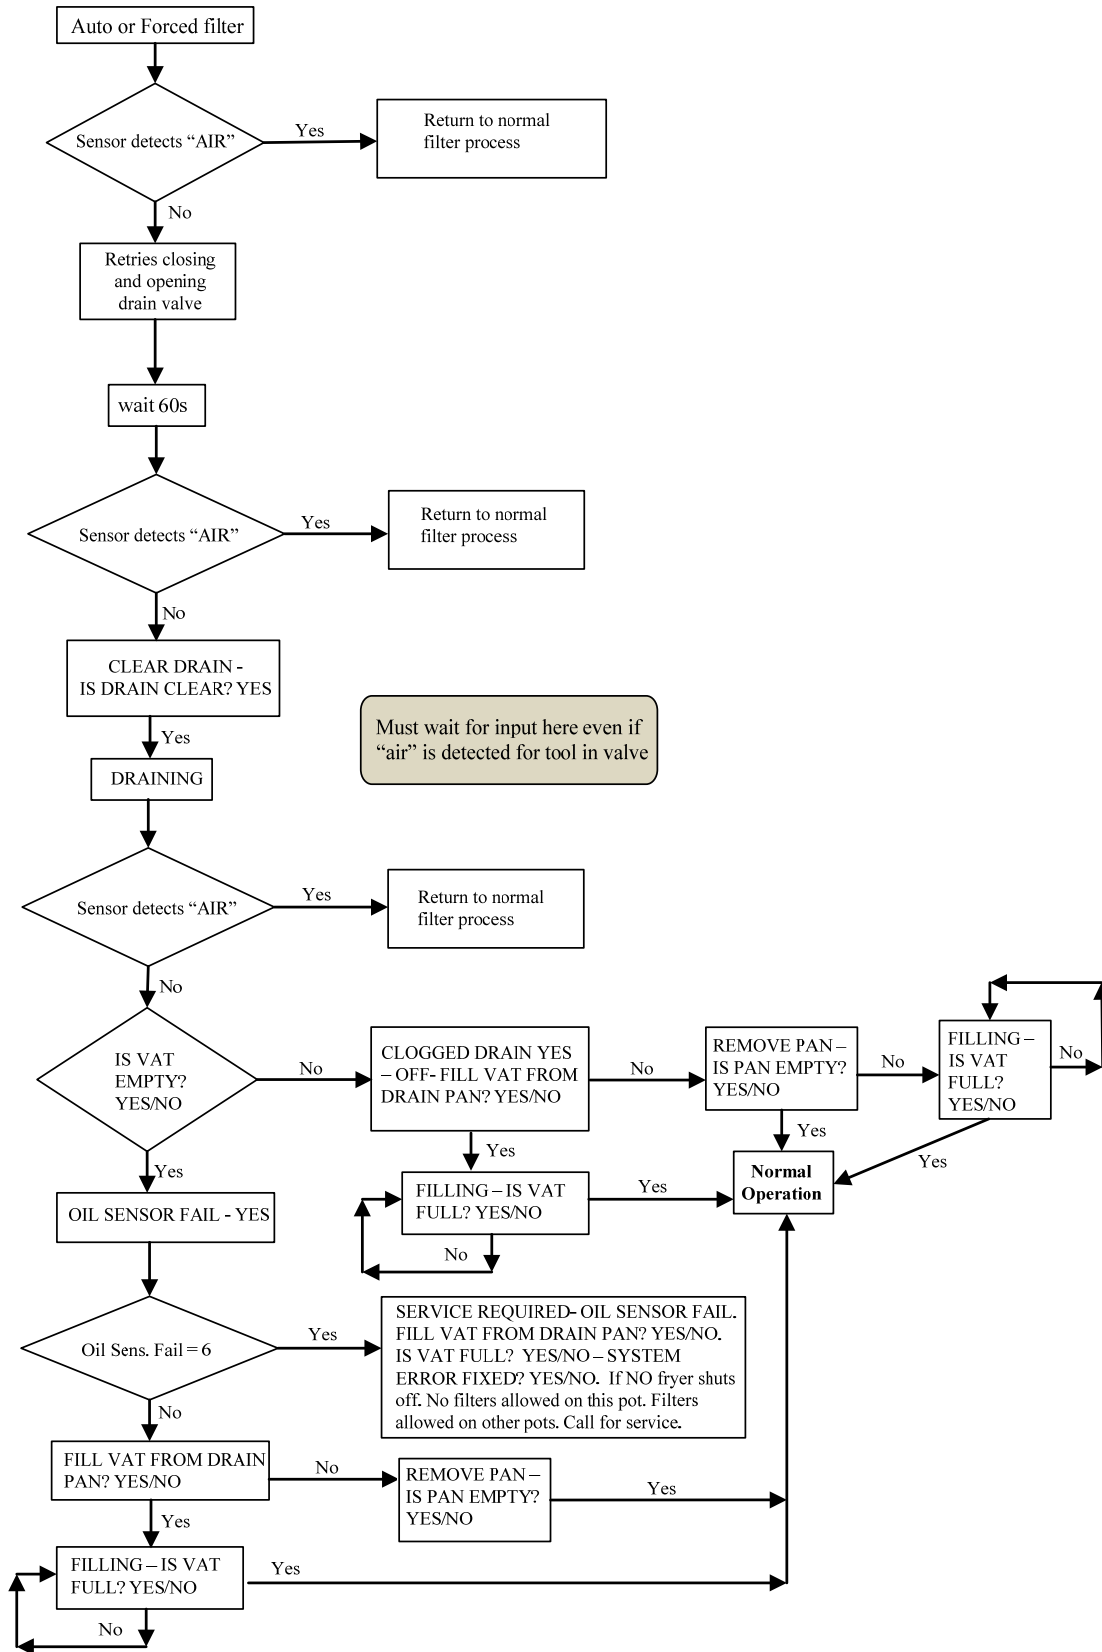 Auto or Forced filter
Sensor detects “AIR”
Yes
Return to normal
filter process
No
Retries closing
and opening
drain valve
wait 60s
Sensor detects “AIR”
Yes
Return to normal
filter process
No
CLEAR DRAIN -
IS DRAIN CLEAR? YES
Must wait for input here even if
“air” is detected for tool in valve
Yes
DRAINING
Sensor detects “AIR”
Yes
Return to normal
filter process
No
IS VAT
EMPTY?
YES/NO
No
CLOGGED DRAIN YES
– OFF- FILL VAT FROM
DRAIN PAN? YES/NO
No
REMOVE PAN –
IS PAN EMPTY?
YES/NO
No
FILLING –
IS VAT
FULL?
YES/NO
No
Yes
Yes
Yes
Yes
FILLING – IS VAT
FULL? YES/NO
Yes
No
Normal
Operation
OIL SENSOR FAIL - YES
Oil Sens. Fail = 6
Yes
SERVICE REQUIRED- OIL SENSOR FAIL.
FILL VAT FROM DRAIN PAN? YES/NO.
IS VAT FULL? YES/NO – SYSTEM
ERROR FIXED? YES/NO. If NO fryer shuts
off. No filters allowed on this pot. Filters
allowed on other pots. Call for service.
No
FILL VAT FROM DRAIN
PAN? YES/NO
No
REMOVE PAN –
IS PAN EMPTY?
YES/NO
Yes
Yes
FILLING – IS VAT
FULL? YES/NO
Yes
No